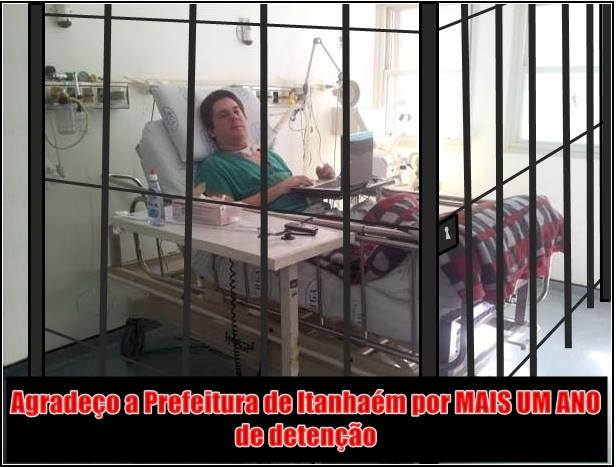 Agradeço a Prefeitura de Itanhaém por MAIS UM ANO
de detenção